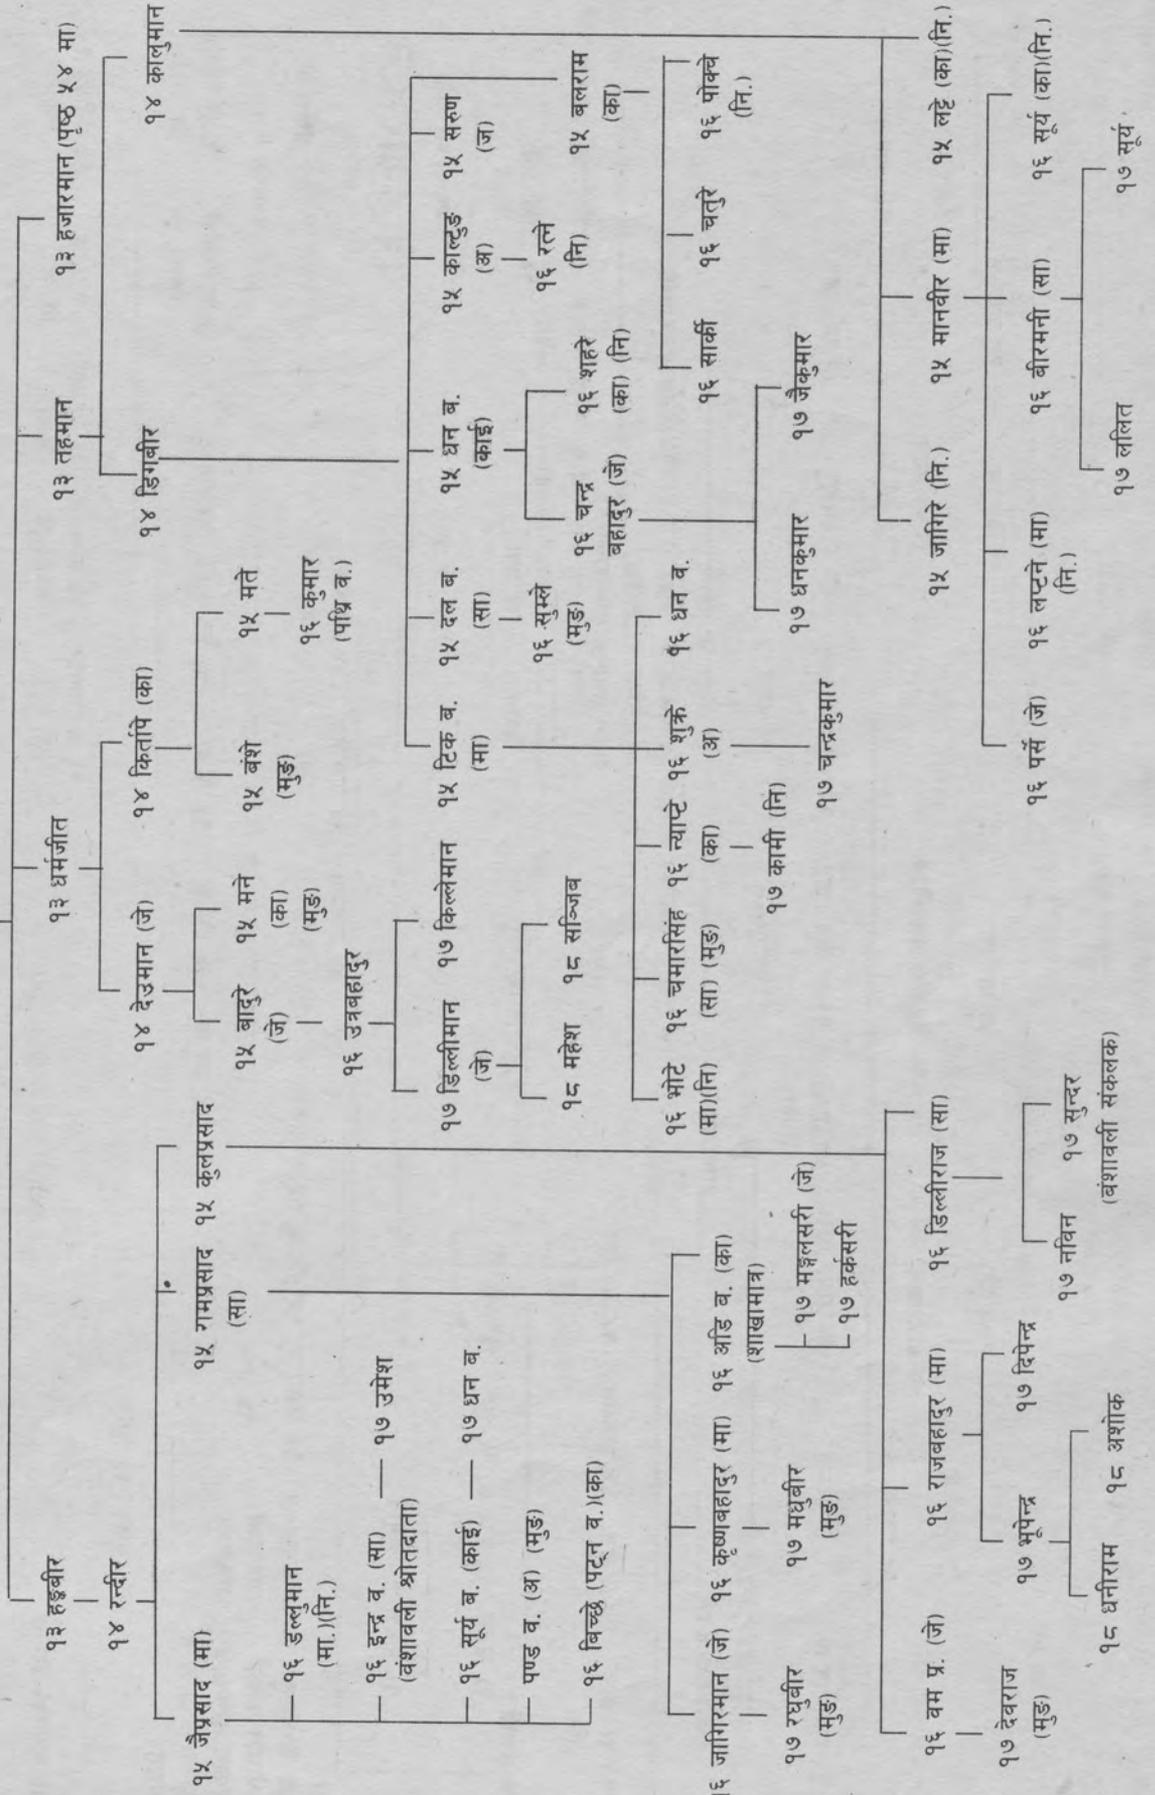 १३ हङबीर
१३ धर्मजीत
१३ तहमान
१३ हजारमान (पृष्ठ ५४ मा)
१४ रन्दीर
१४ देउमान (जे)
१४ किर्तापे (का)
१४ डिगबीर
१४ कालुमान
१५ जैप्रसाद (मा)
१५ गामप्रसाद
(सा)
१५ कुलप्रसाद
१५ बादुरे
(जे)
१५ मने
(का)
(मुङ)
१५ बंशे
(मुङ)
१५ मते
१६ कुमार
(पथ्रि ब.)
१६ उत्रबहादुर
१७ डिल्लीमान
(जे)
१७ किल्लेमान
१८ महेश
१८ सञ्जिब
१६ डल्लुमान
(मा.)(नि.)
१६ इन्द्र ब. (सा)
(वंशावली श्रोतदाता)
१७ उमेश
१६ सूर्य ब. (काई)
१७ धन ब.
पण्ड ब. (अ) (मुङ)
१६ बिच्छे (पट्न ब.)(का)
१५ टिक ब.
(मा)
१५ दल ब.
(सा)
१५ धन ब.
(काई)
१५ काल्टुङ
(अ)
१५ सरुण
(ज)
१५ बलराम
(का)
१६ सुम्ले
(मुङ)
१६ चन्द्र
बहादुर (जे)
१६ शहरे
(का) (नि)
१६ रत्ने
(नि)
१६ सार्की
१६ चतुरे
१६ पोक्चे
(नि.)
१७ धनकुमार
१७ जैकुमार
१६ भोटे
(मा)(नि)
१६ चमारसिंह
(सा) (मुङ)
१६ न्याप्टे
(का)
१६ शुक्रे
(अ)
१६ धन ब.
१७ कामी (नि)
१७ चन्द्रकुमार
१६ जागिरमान (जे)
१६ कृष्णबहादुर (मा)
१६ अडि ब. (का)
(शाखामात्र)
१७ रघुबीर
(मुङ)
१७ मधुबीर
(मुङ)
१७ मङ्गलसरी (जे)
१७ हर्कसरी
१५ जागिरे (नि.)
१५ मानवीर (मा)
१५ लट्टे (का)(नि.)
१६ बम प्र. (जे)
१६ राजबहादुर (मा)
१६ डिल्लीराज (सा)
१७ देवराज
(मुङ)
१७ भूपेन्द्र
१७ दिपेन्द्र
१७ नविन
१७ सुन्दर
(बंशावली संकलक)
१८ धनीराम
१८ अशोक
१६ पर्से (जे)
१६ लप्टने (मा)
(नि.)
१६ बीरमनी (सा)
१६ सूर्य (का)(नि.)
१७ ललित
१७ सूर्य